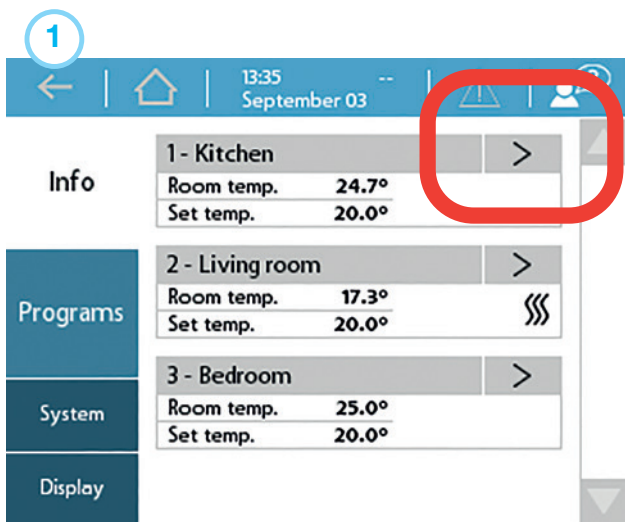 1
13:35 --
September 03
?
Info
1 - Kitchen >
Room temp. 24.7°
Set temp. 20.0°
Programs
2 - Living room >
Room temp. 17.3°
Set temp. 20.0°
System
3 - Bedroom >
Room temp. 25.0°
Set temp. 20.0°
Display